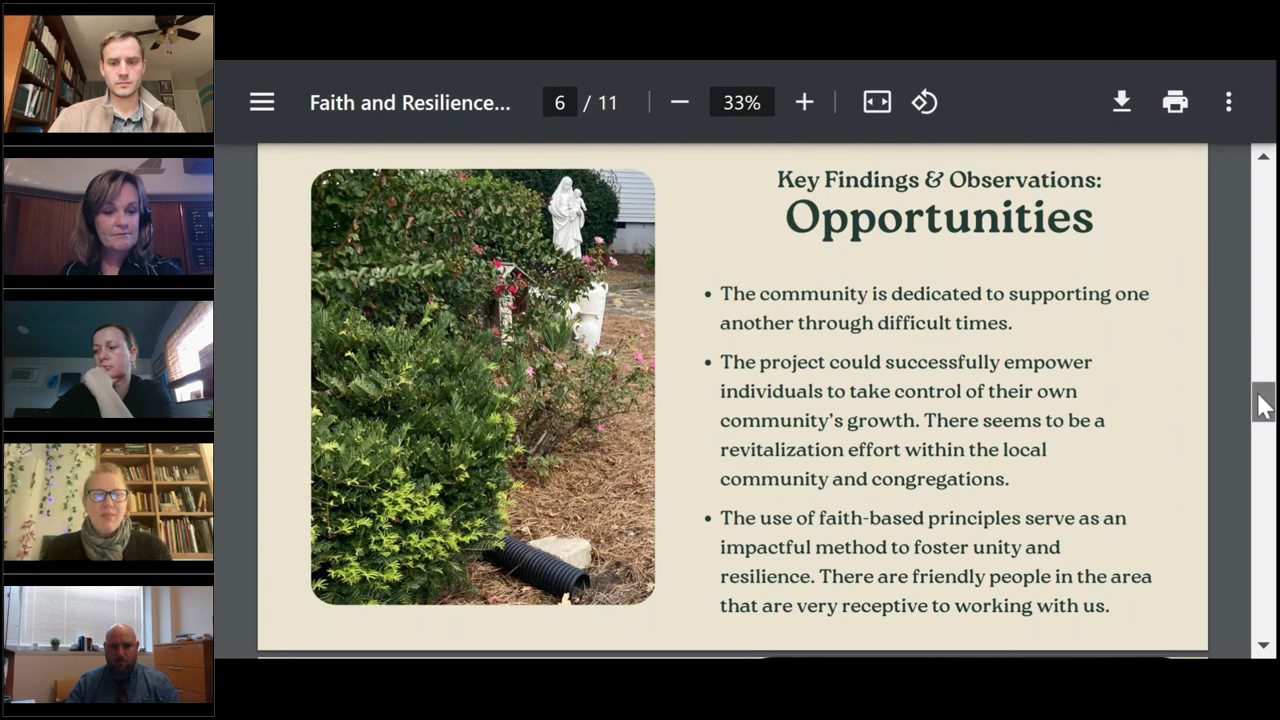 Faith and Resilience...
6 / 11
33%
Key Findings & Observations:
Opportunities
• The community is dedicated to supporting one
another through difficult times.
• The project could successfully empower
individuals to take control of their own
community's growth. There seems to be a
revitalization effort within the local
community and congregations.
• The use of faith-based principles serve as an
impactful method to foster unity and
resilience. There are friendly people in the area
that are very receptive to working with us.